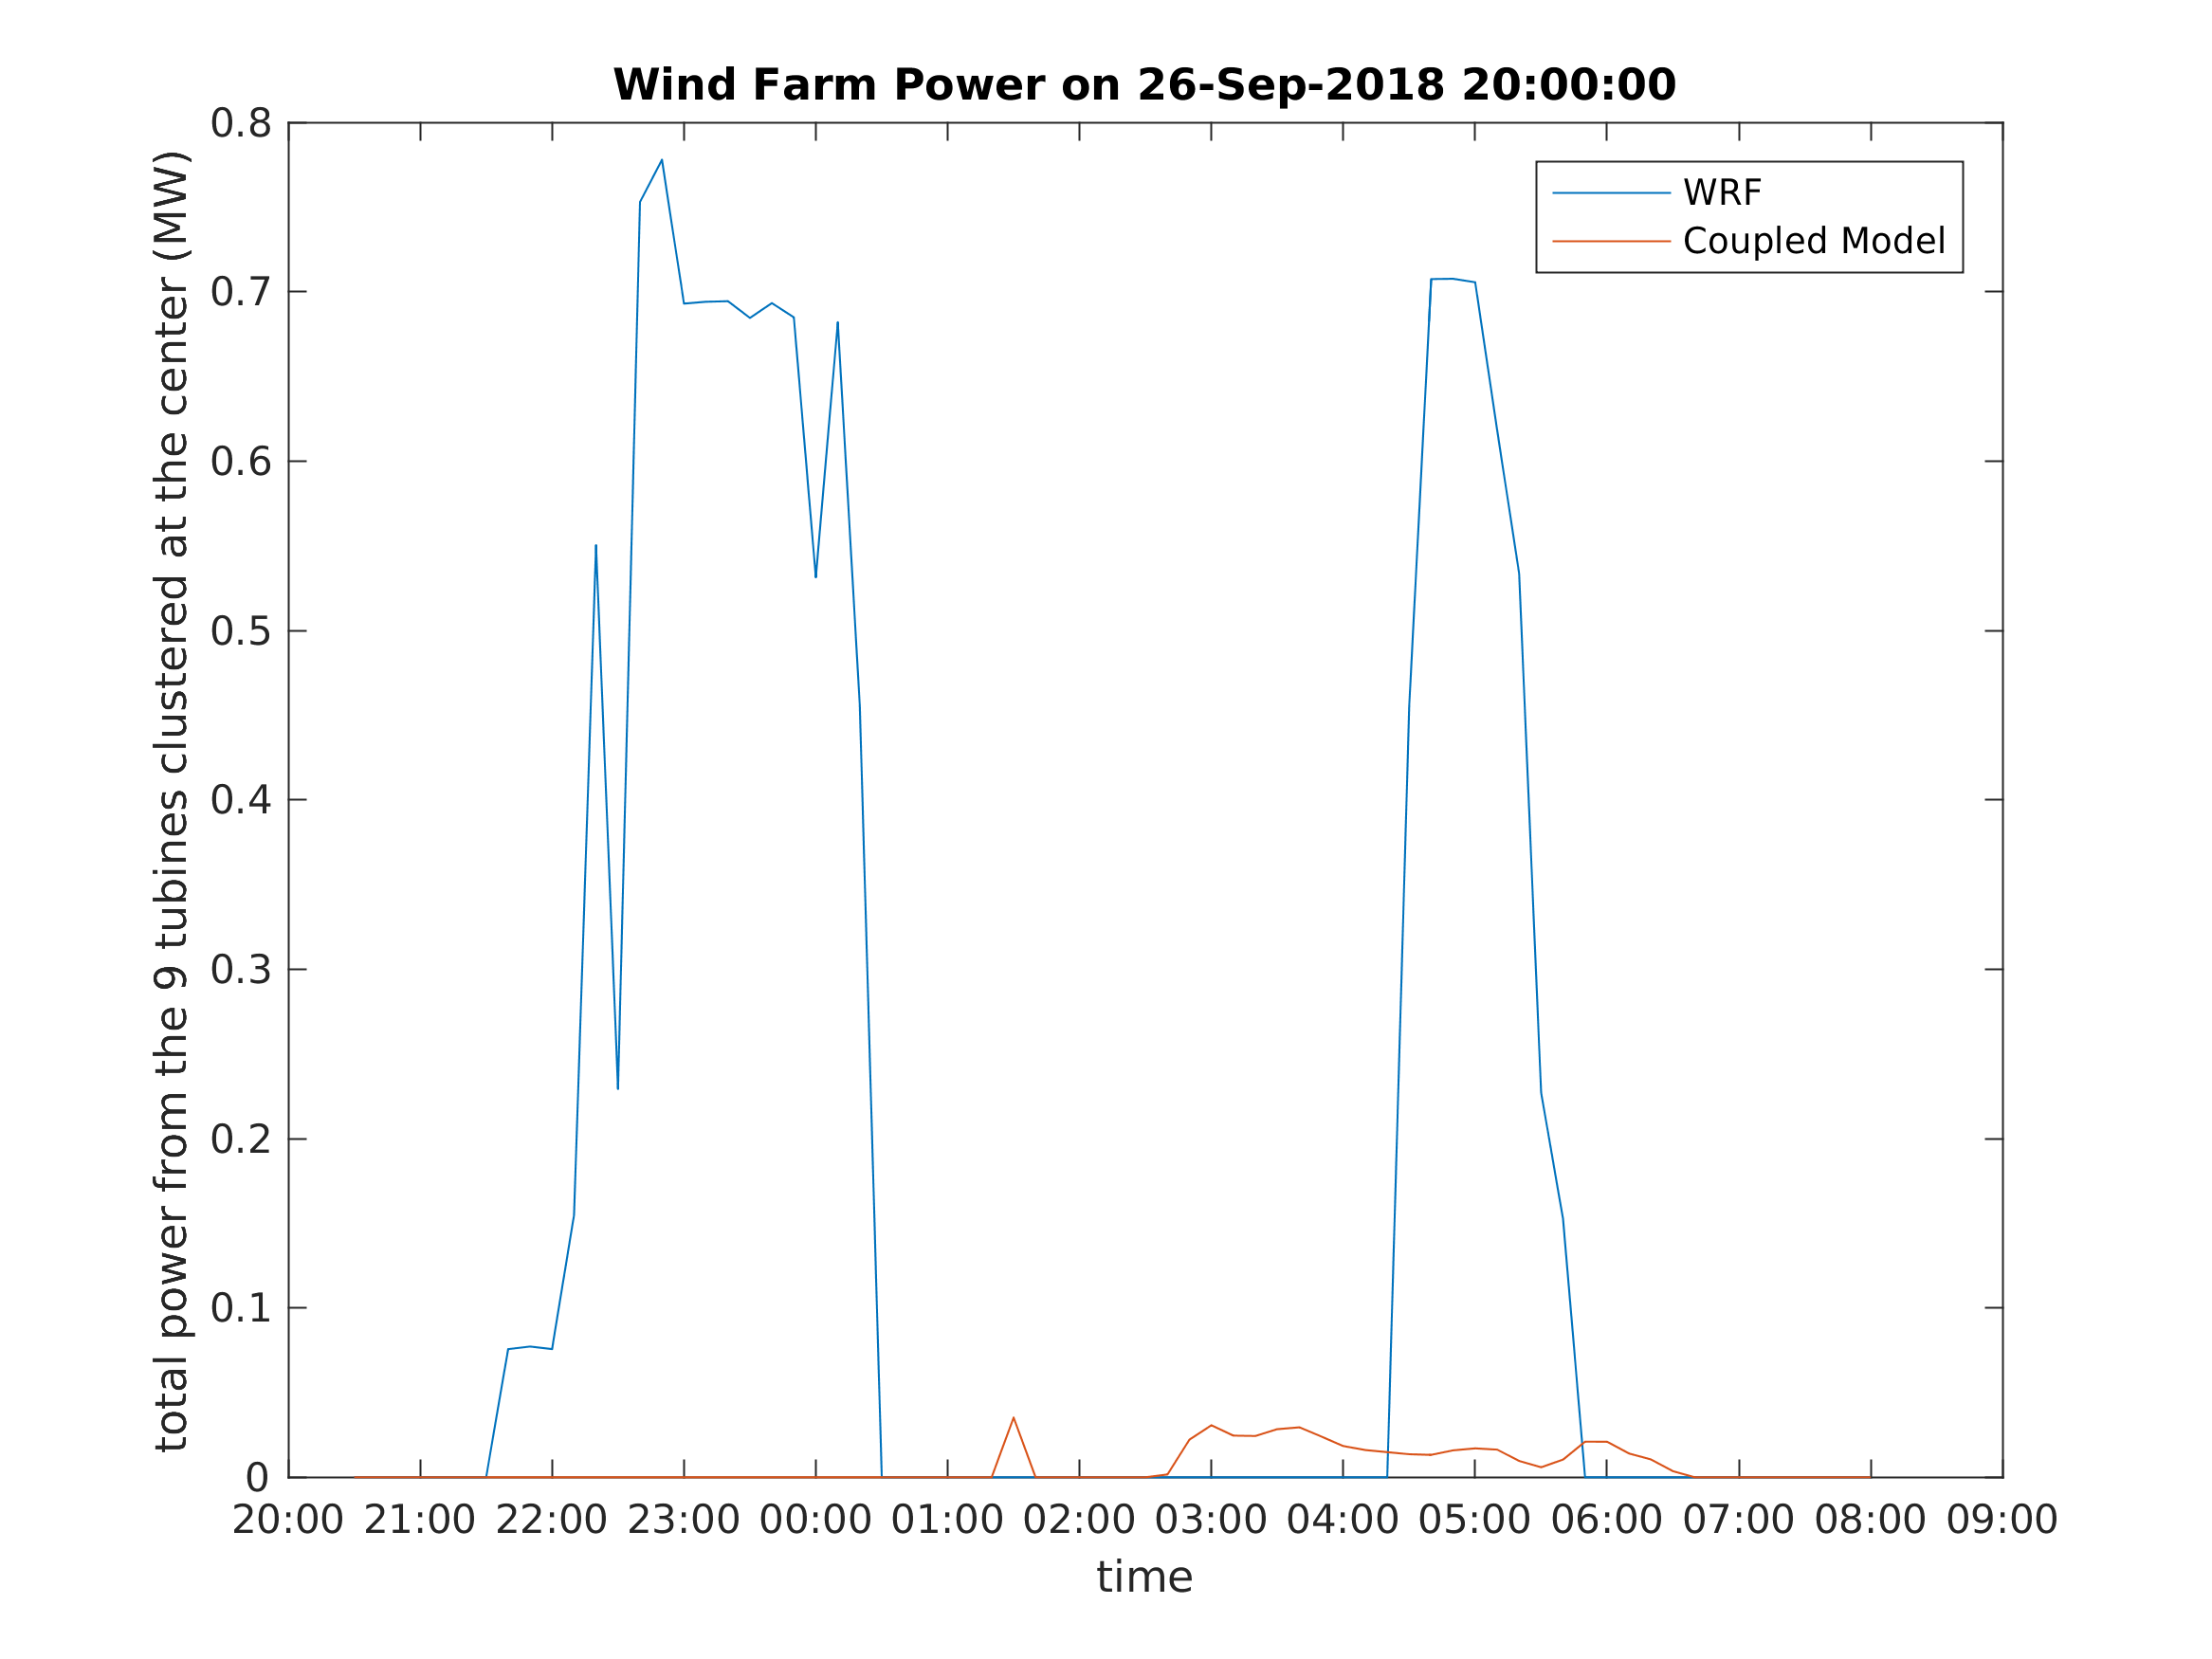 Wind Farm Power on 26-Sep-2018 20:00:00
total power from the 9 tubines clustered at the center (MW)
0.8
0.7
0.6
0.5
0.4
0.3
0.2
0.1
0
WRF
Coupled Model
20:00 21:00 22:00 23:00 00:00 01:00 02:00 03:00 04:00 05:00 06:00 07:00 08:00 09:00
time